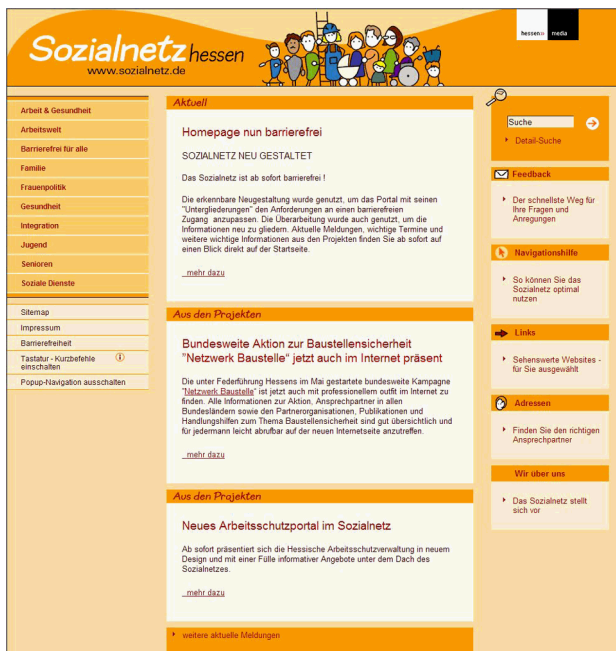 Sozialnetz hessen
www.sozialnetz.de
hessen»
media
Arbeit & Gesundheit
Arbeitswelt
Barrierefrei für alle
Familie
Frauenpolitik
Gesundheit
Integration
Jugend
Senioren
Soziale Dienste
Sitemap
Impressum
Barrierefreiheit
Tastatur - Kurzbefehle
einschalten
Popup-Navigation ausschalten
Aktuell
Homepage nun barrierefrei
SOZIALNETZ NEU GESTALTET
Das Sozialnetz ist ab sofort barrierefrei !
Die erkennbare Neugestaltung wurde genutzt, um das Portal mit seinen
"Untergliederungen" den Anforderungen an einen barrierefreien
Zugang anzupassen. Die Überarbeitung wurde auch genutzt, um die
Informationen neu zu gliedern. Aktuelle Meldungen, wichtige Termine und
weitere wichtige Informationen aus den Projekten finden Sie ab sofort auf
einen Blick direkt auf der Startseite.
...mehr dazu
Aus den Projekten
Bundesweite Aktion zur Baustellensicherheit
"Netzwerk Baustelle“ jetzt auch im Internet präsent
Die unter Federführung Hessens im Mai gestartete bundesweite Kampagne
"Netzwerk Baustelle“ ist jetzt auch mit professionellem outfit im Internet zu
finden. Alle Informationen zur Aktion, Ansprechpartner in allen
Bundesländern sowie den Partnerorganisationen, Publikationen und
Handlungshilfen zum Thema Baustellensicherheit sind gut übersichtlich und
für jedermann leicht abrufbar auf der neuen Internetseite anzutreffen.
...mehr dazu
Aus den Projekten
Neues Arbeitsschutzportal im Sozialnetz
Ab sofort präsentiert sich die Hessische Arbeitsschutzverwaltung in neuem
Design und mit einer Fülle informativer Angebote unter dem Dach des
Sozialnetzes.
...mehr dazu
weitere aktuelle Meldungen
Suche
Detail-Suche
Feedback
Der schnellste Weg für
Ihre Fragen und
Anregungen
Navigationshilfe
So können Sie das
Sozialnetz optimal
nutzen
Links
Sehenswerte Websites -
für Sie ausgewählt
Adressen
Finden Sie den richtigen
Ansprechpartner
Wir über uns
Das Sozialnetz stellt
sich vor